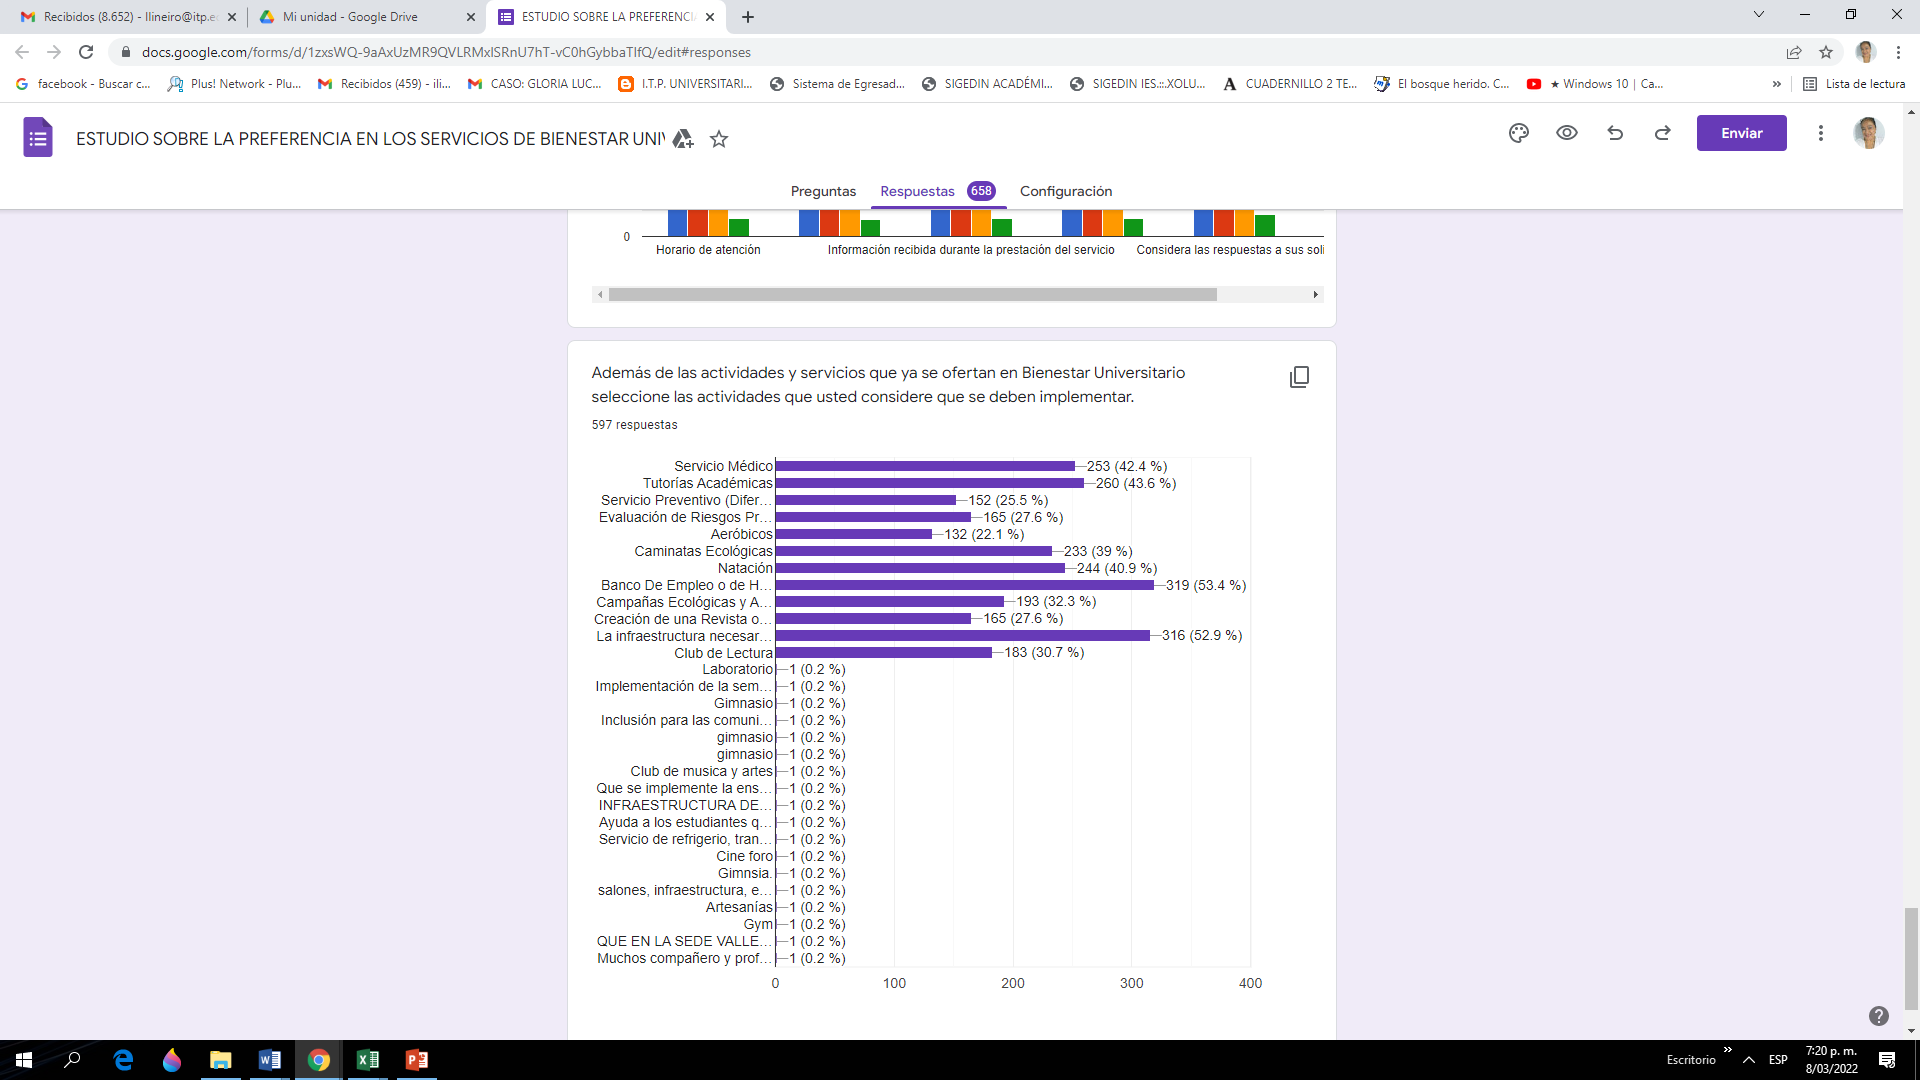 Recibidos (8.652) - llineiro@itp.e
Mi unidad - Google Drive
ESTUDIO SOBRE LA PREFERENCIA
docs.google.com/forms/d/1zxsWQ-9aAxUzMR9QVLRMxlSRnU7hT-vC0hGybbaTlfQ/edit#responses
facebook - Buscar c...
Plus! Network - Plu...
Recibidos (459) - ili...
CASO: GLORIA LUC...
I.T.P. UNIVERSITARI...
Sistema de Egresad...
SIGEDIN ACADÉMI...
SIGEDIN IES.::.XOLU...
CUADERNILLO 2 TE...
El bosque herido. C...
★ Windows 10 | Ca...
»
Lista de lectura
ESTUDIO SOBRE LA PREFERENCIA EN LOS SERVICIOS DE BIENESTAR UNIV
Enviar
Preguntas
Respuestas 658
Configuración
0
Horario de atención
Información recibida durante la prestación del servicio
Considera las respuestas a sus soli
Además de las actividades y servicios que ya se ofertan en Bienestar Universitario
seleccione las actividades que usted considere que se deben implementar.
597 respuestas
Servicio Médico 253 (42.4 %)
Tutorías Académicas 260 (43.6 %)
Servicio Preventivo (Difer... 152 (25.5 %)
Evaluación de Riesgos Pr... 165 (27.6 %)
Aeróbicos 132 (22.1 %)
Caminatas Ecológicas 233 (39 %)
Natación 244 (40.9 %)
Banco De Empleo o de H... 319 (53.4 %)
Campañas Ecológicas y A... 193 (32.3 %)
Creación de una Revista o... 165 (27.6 %)
La infraestructura necesar... 316 (52.9 %)
Club de Lectura 183 (30.7 %)
Laboratorio 1 (0.2 %)
Implementación de la sem... 1 (0.2 %)
Gimnasio 1 (0.2 %)
Inclusión para las comuni... 1 (0.2 %)
gimnasio 1 (0.2 %)
gimnasio 1 (0.2 %)
Club de musica y artes 1 (0.2 %)
Que se implemente la ens... 1 (0.2 %)
INFRAESTRUCTURA DE... 1 (0.2 %)
Ayuda a los estudiantes q... 1 (0.2 %)
Servicio de refrigerio, tran... 1 (0.2 %)
Cine foro 1 (0.2 %)
Gimnsia. 1 (0.2 %)
salones, infraestructura, e... 1 (0.2 %)
Artesanías 1 (0.2 %)
Gym 1 (0.2 %)
QUE EN LA SEDE VALLE... 1 (0.2 %)
Muchos compañero y prof... 1 (0.2 %)
0 100 200 300 400
Escritorio
»
ESP
7:20 p. m.
8/03/2022